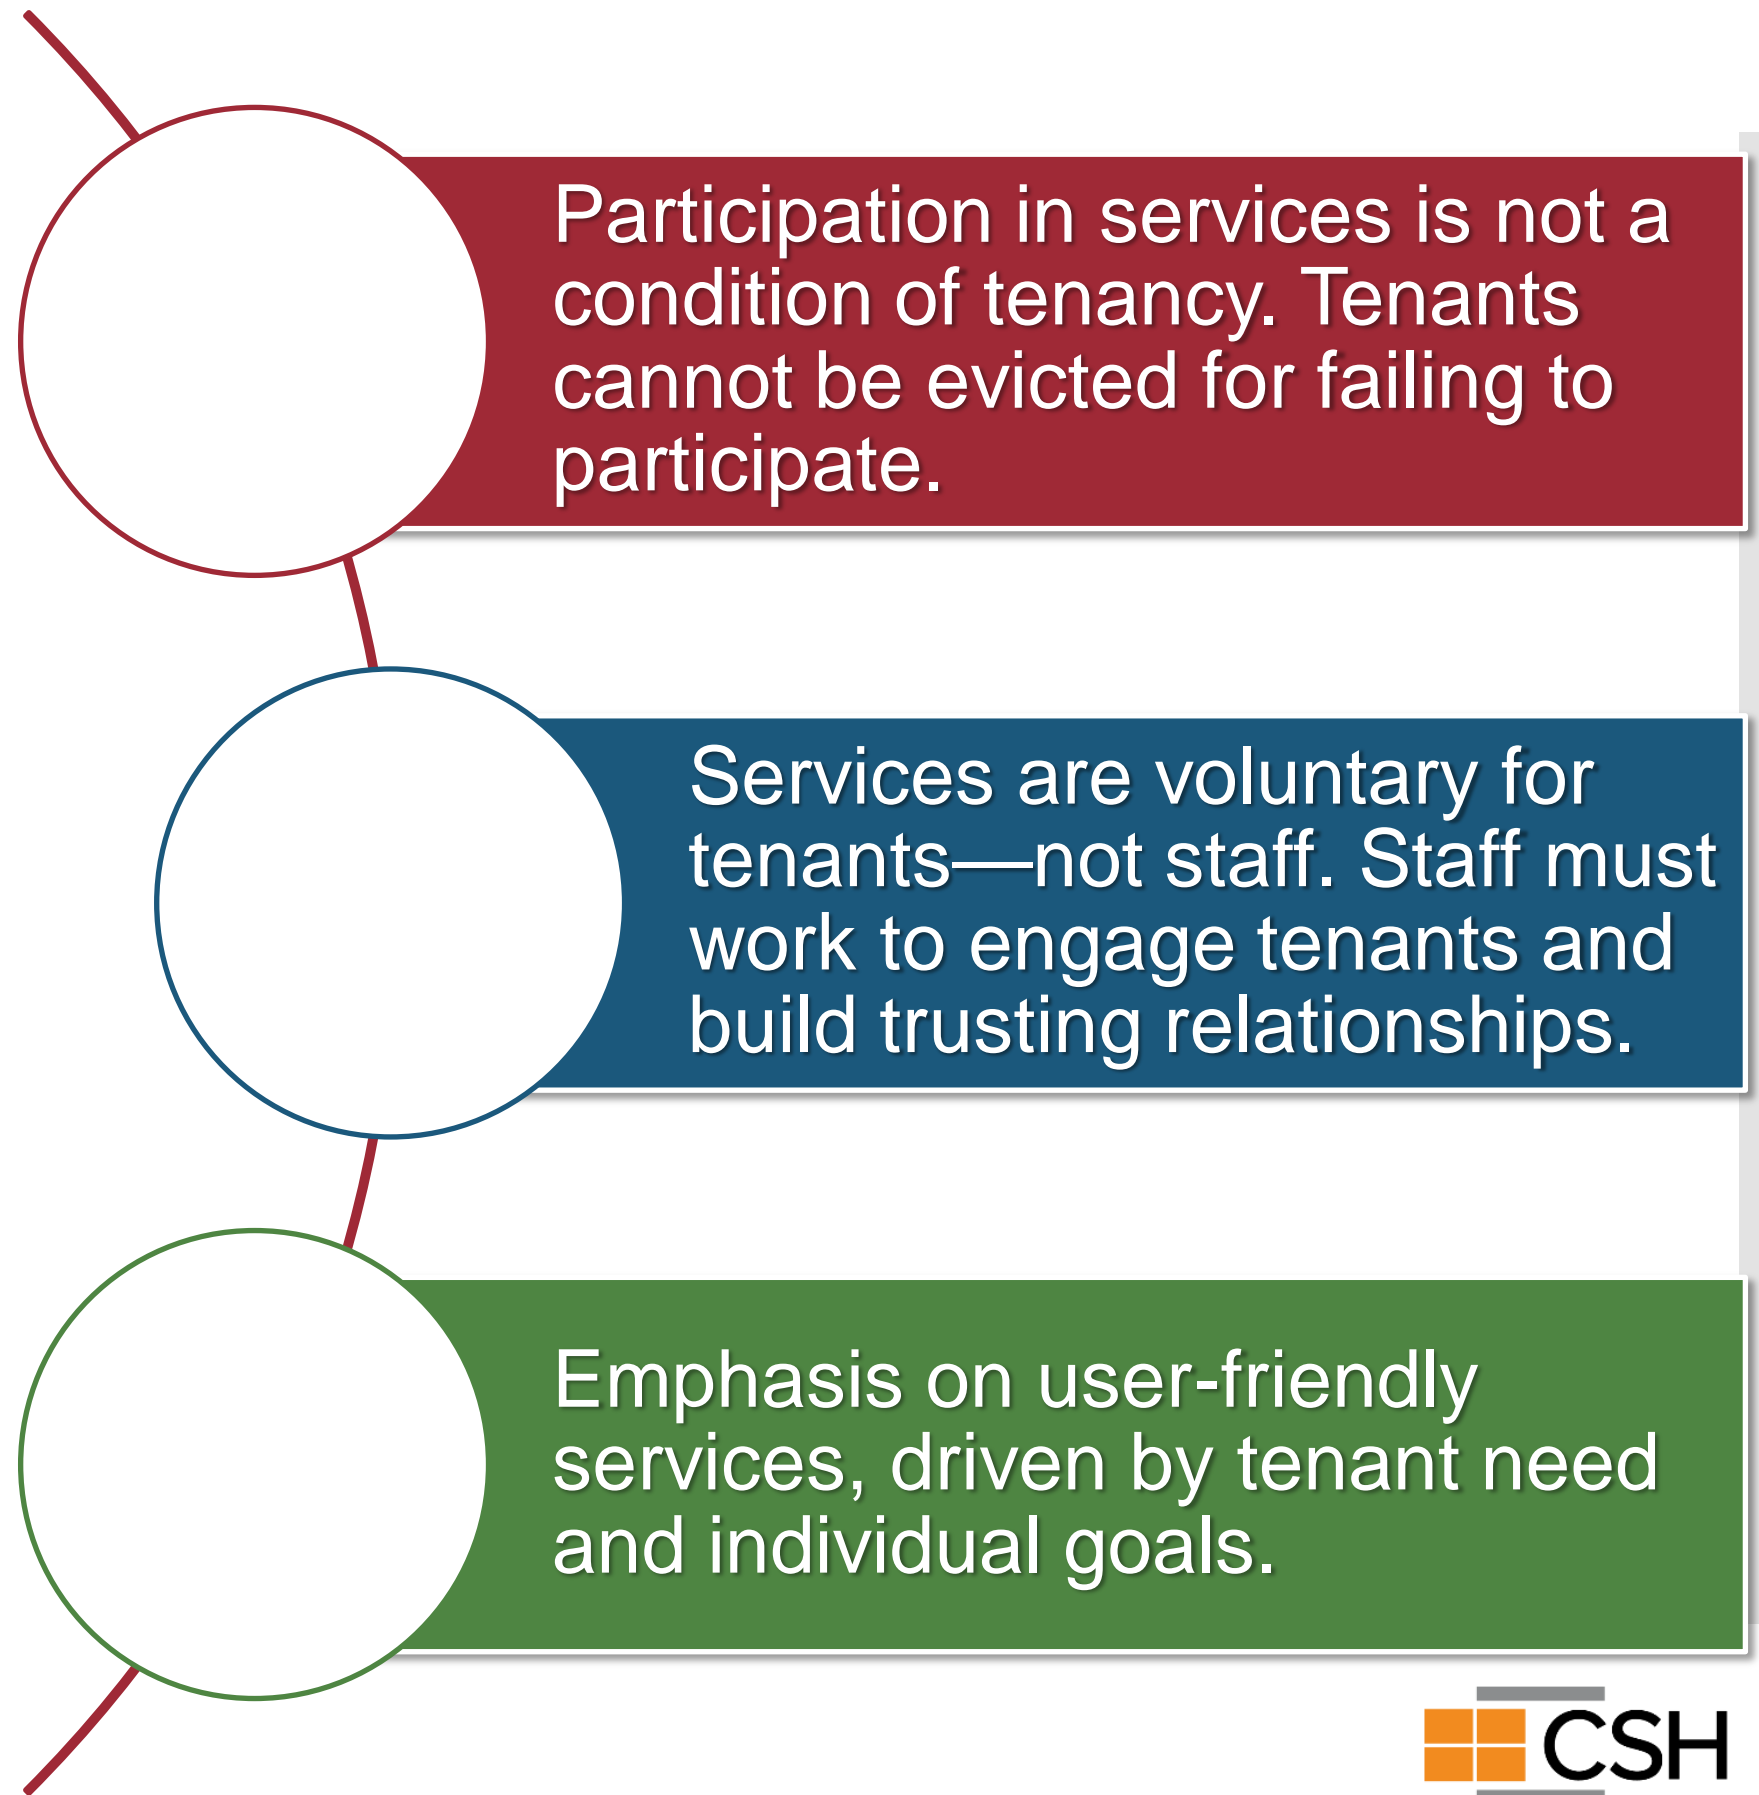 Participation in services is not a
condition of tenancy. Tenants
cannot be evicted for failing to
participate.
Services are voluntary for
tenants—not staff. Staff must
work to engage tenants and
build trusting relationships.
Emphasis on user-friendly
services, driven by tenant need
and individual goals.
CSH